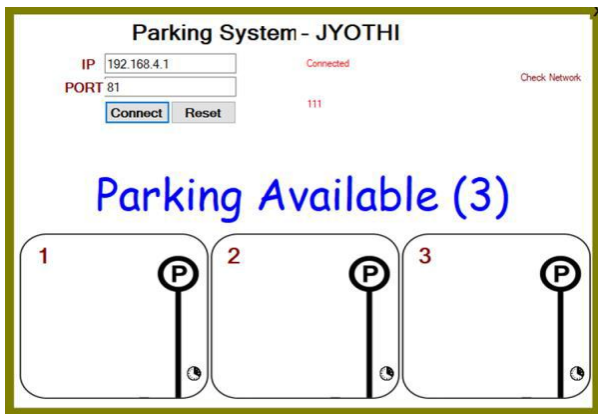 Parking System - JYOTHI
IP 192.168.4.1 Connected
Check Network
PORT 81
111
Connect Reset
Parking Available (3)
1 P 2 P 3 P